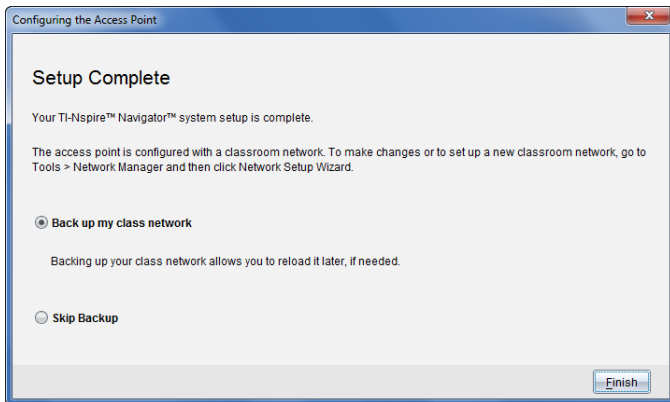 Configuring the Access Point
Setup Complete
Your TI-Nspire™ Navigator™ system setup is complete.
The access point is configured with a classroom network. To make changes or to set up a new classroom network, go to
Tools > Network Manager and then click Network Setup Wizard.
Back up my class network
Backing up your class network allows you to reload it later, if needed.
Skip Backup
Finish